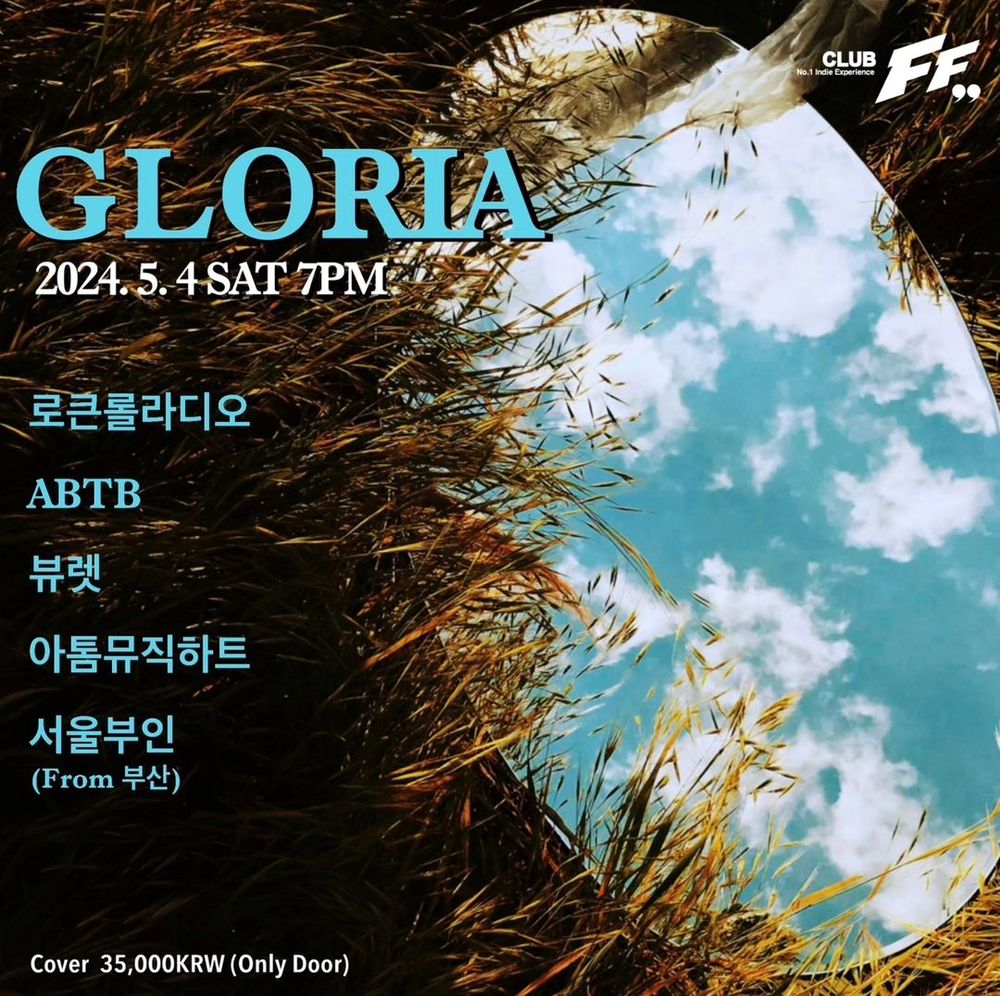 CLUB
No.1 Indie Experience
FF
GLORIA
2024. 5. 4 SAT 7PM
로큰롤라디오
ABTB
뷰렛
아톰뮤직하트
서울부인
(From 부산)
Cover 35,000KRW (Only Door)